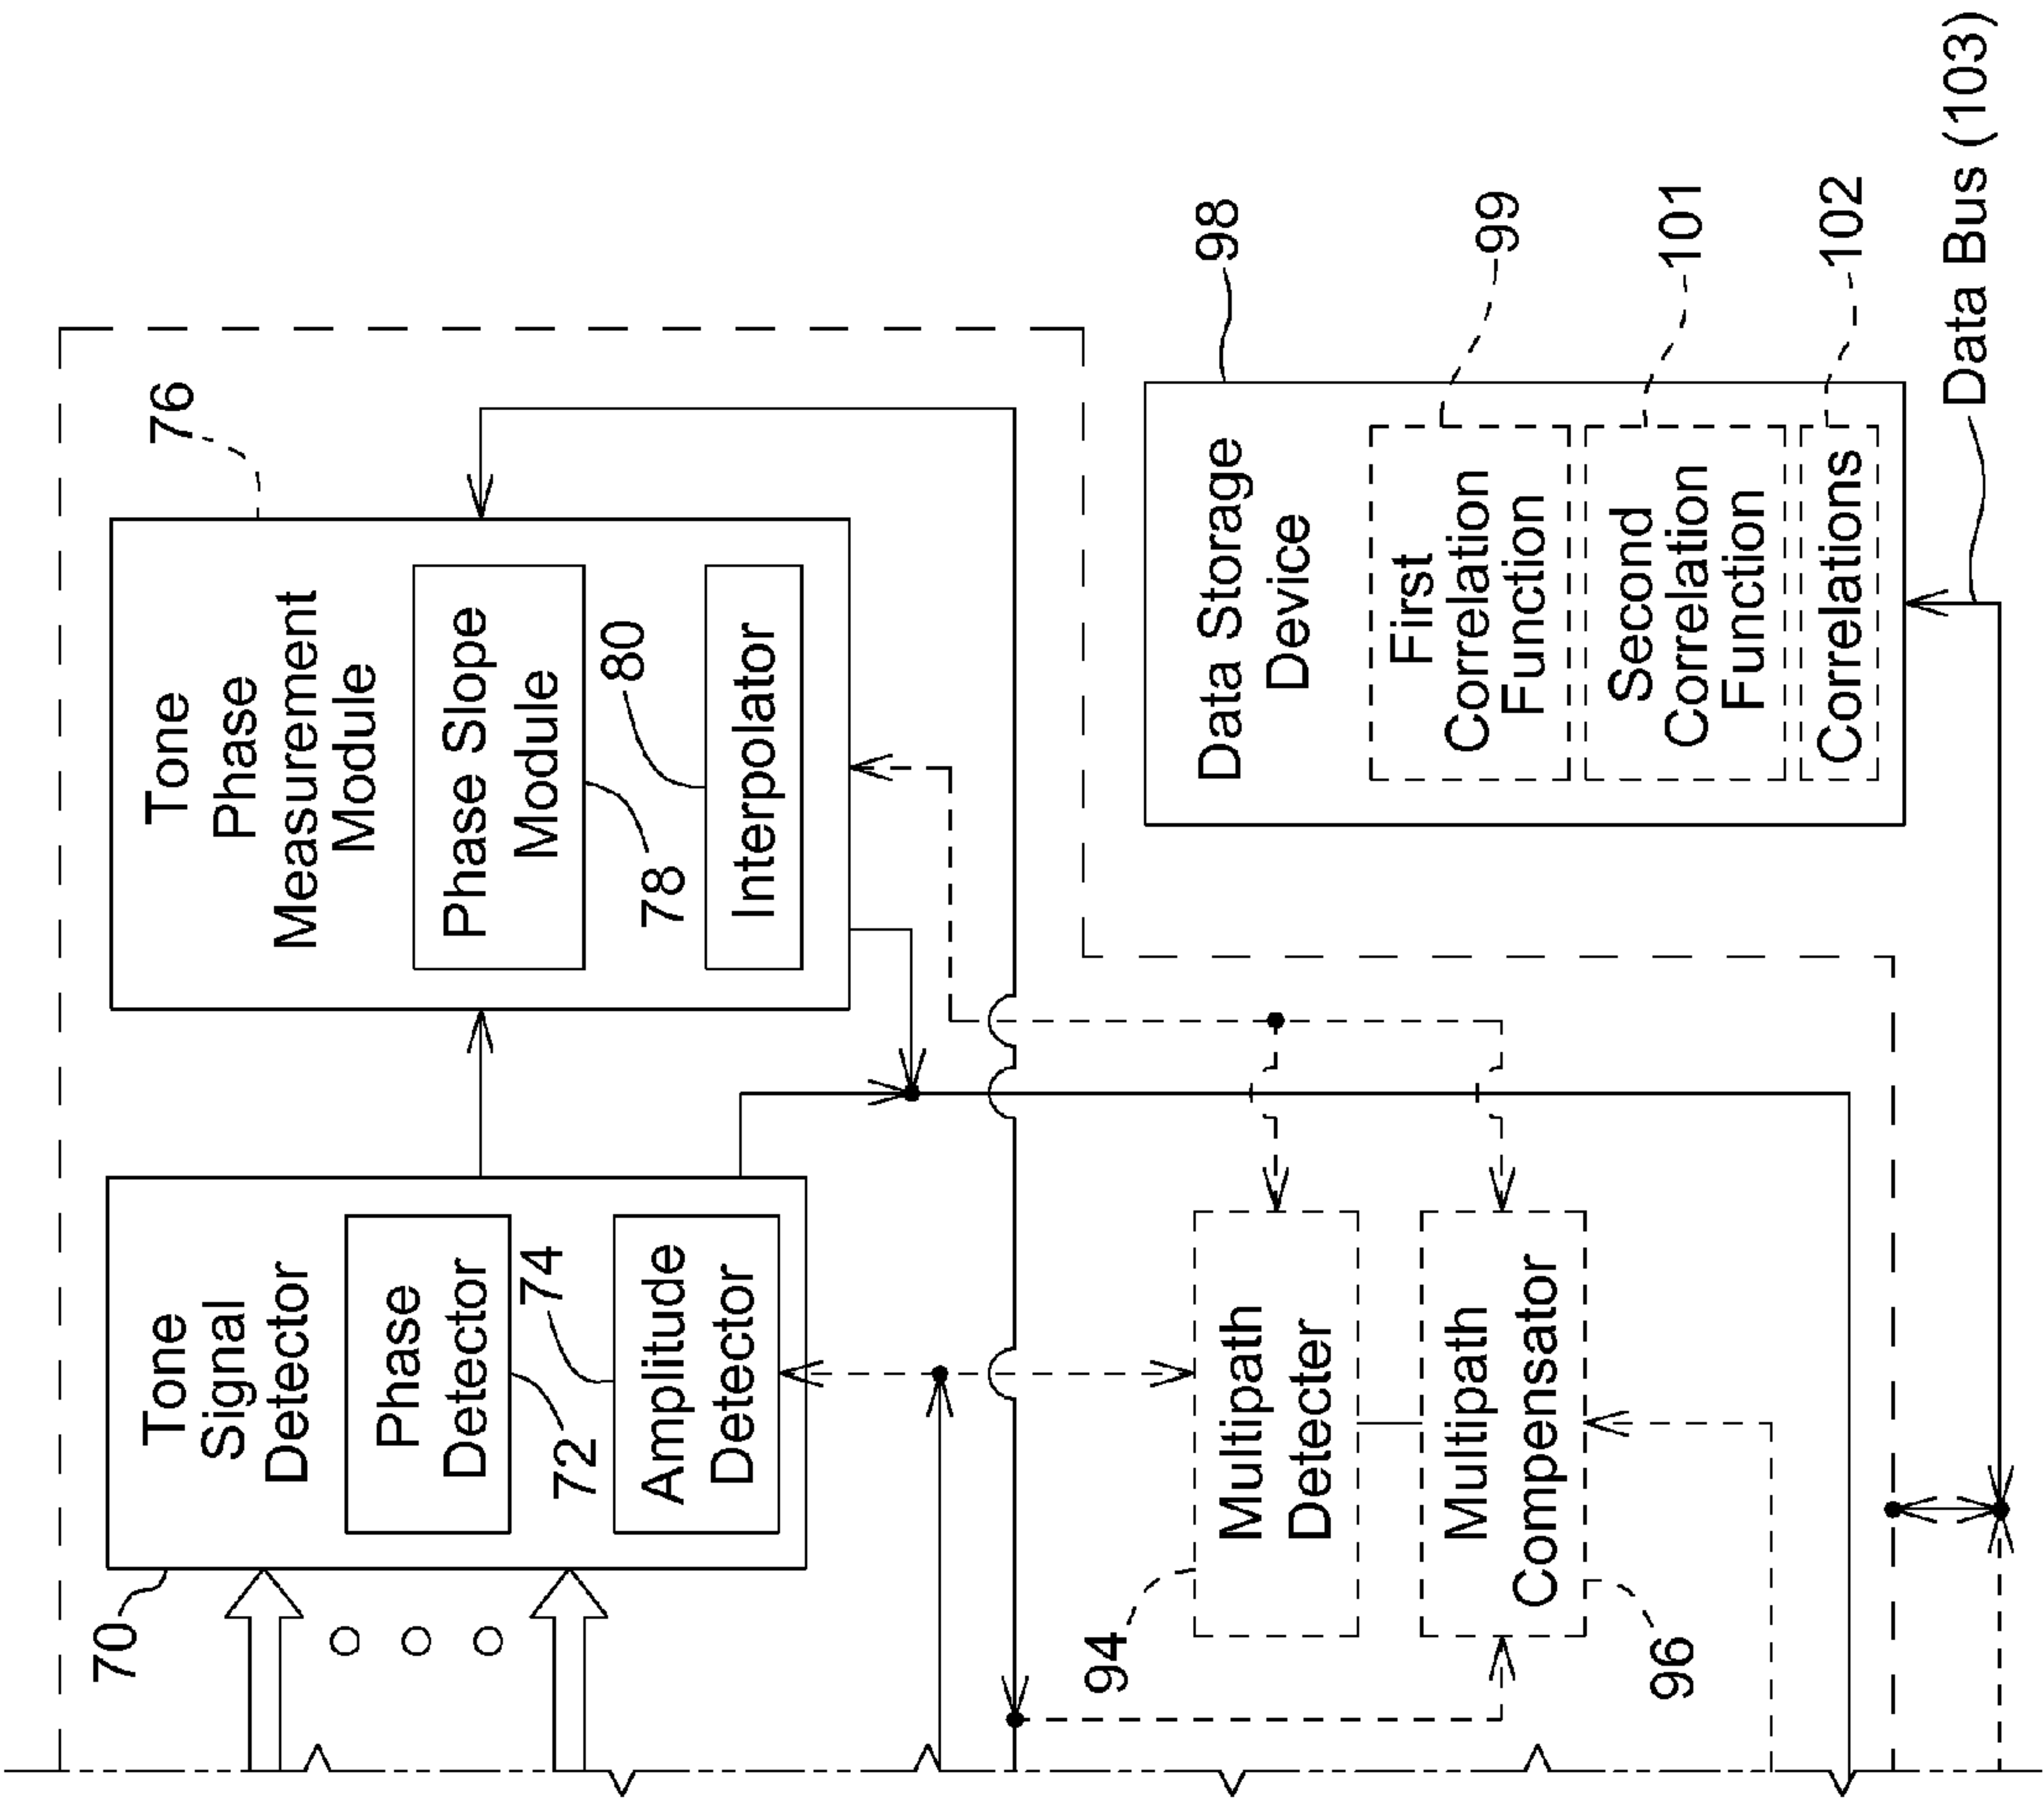 70
Tone
Signal
Detector
Phase
Detector
72
74
Amplitude
Detector
76
Tone
Phase
Measurement
Module
Phase Slope
Module
78
80
Interpolator
94
Multipath
Detecter
Multipath
Compensator
96
98
Data Storage
Device
First
Correlation
Function
99
Second
Correlation
Function
101
Correlations
102
Data Bus (103)